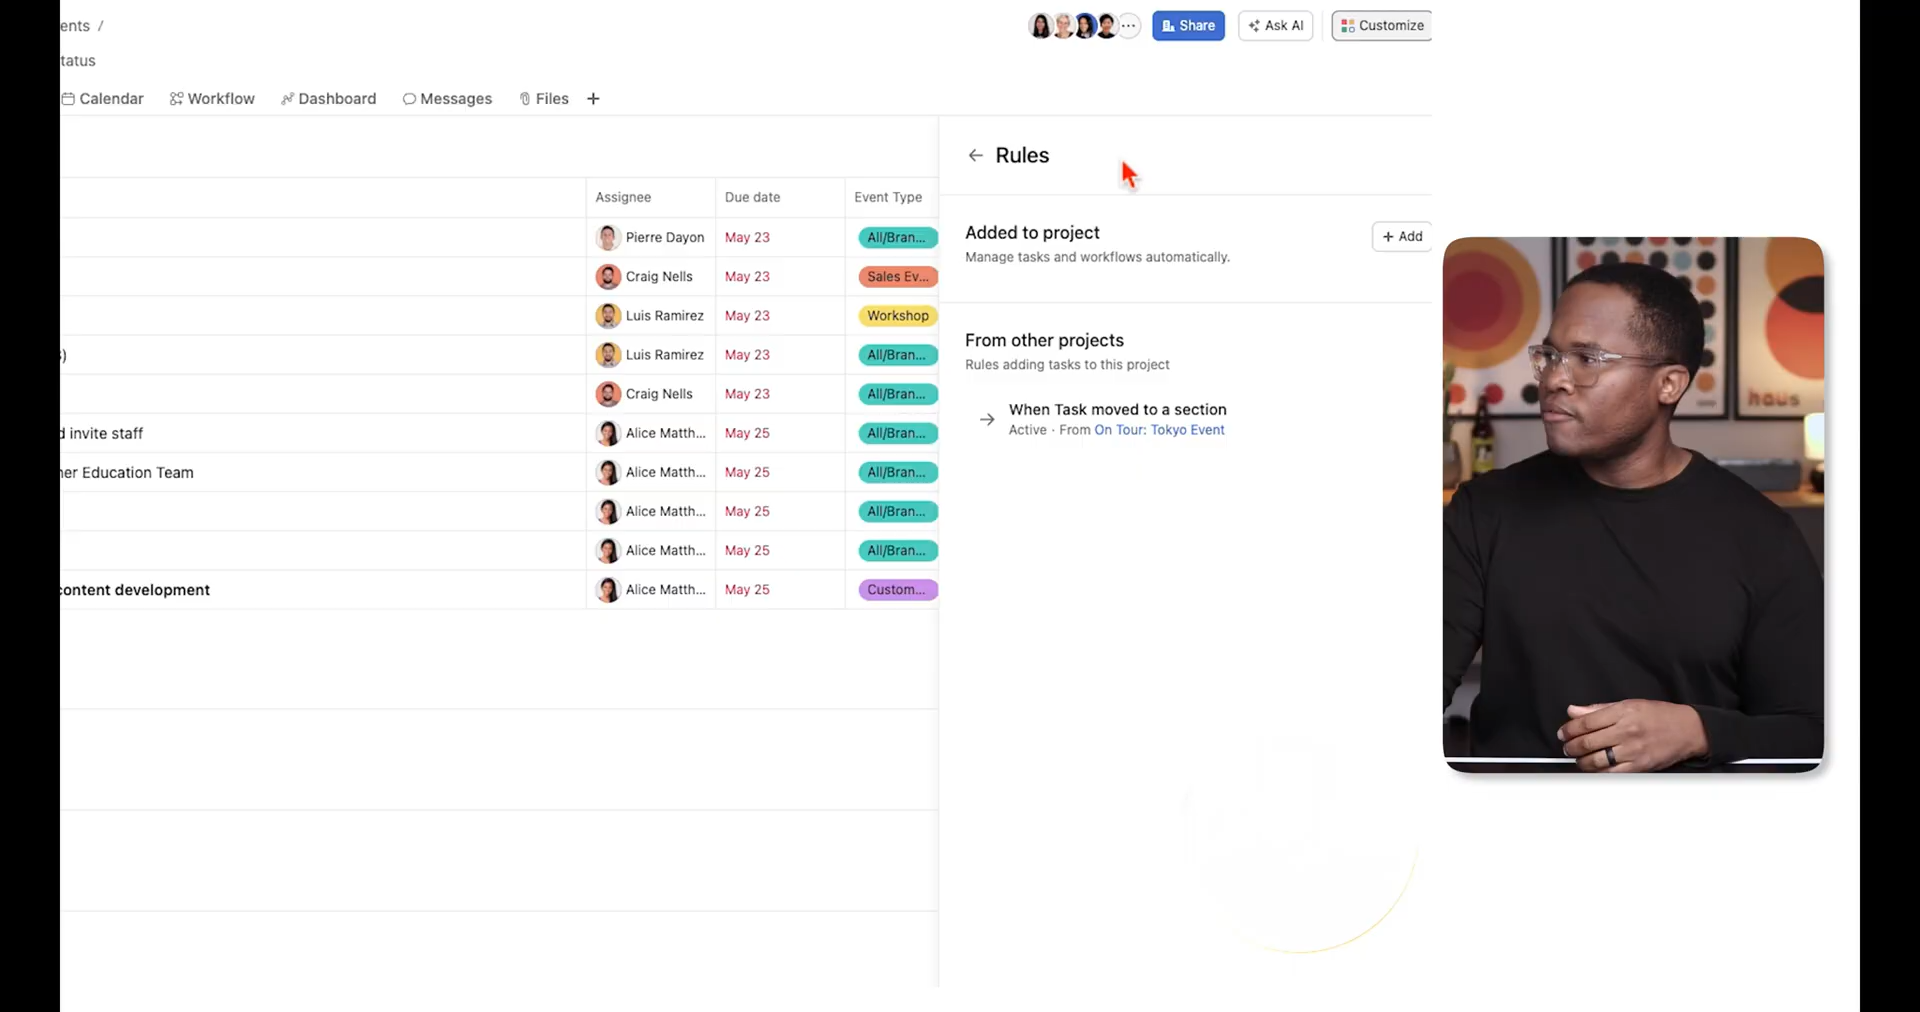 ents /
Share
Ask AI
Customize
tatus
Calendar
Workflow
Dashboard
Messages
Files
Rules
Assignee
Due date
Event Type
Added to project
+ Add
Manage tasks and workflows automatically.
Pierre Dayon
May 23
All/Bran...
Craig Nells
May 23
Sales Ev...
Luis Ramirez
May 23
Workshop
From other projects
Rules adding tasks to this project
s)
Luis Ramirez
May 23
All/Bran...
Craig Nells
May 23
All/Bran...
When Task moved to a section
Active · From On Tour: Tokyo Event
d invite staff
Alice Matth...
May 25
All/Bran...
ner Education Team
Alice Matth...
May 25
All/Bran...
Alice Matth...
May 25
All/Bran...
Alice Matth...
May 25
All/Bran...
content development
Alice Matth...
May 25
Custom...
haus